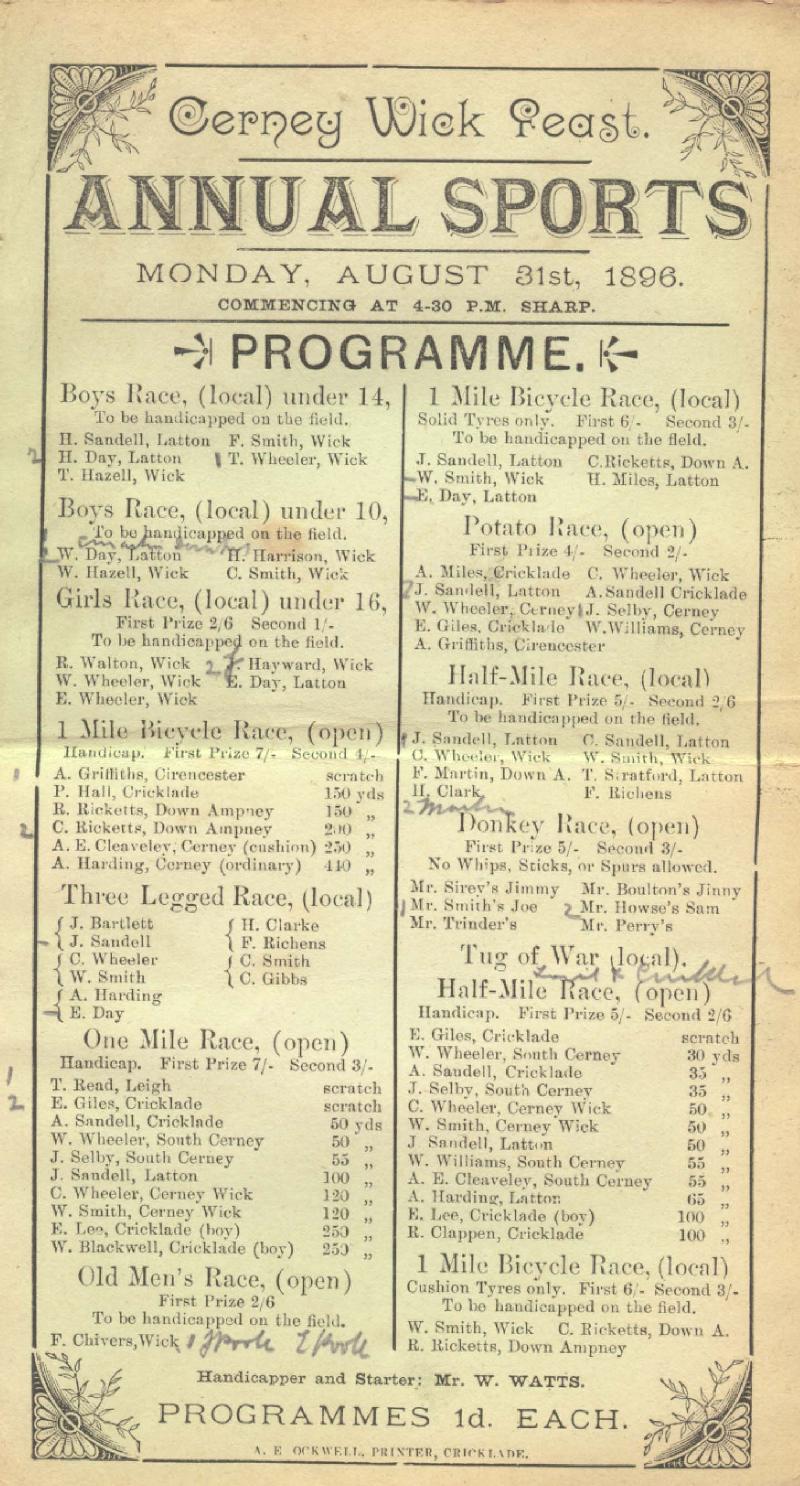 Cerney Wick Feast.
ANNUAL SPORTS
MONDAY, AUGUST 31st, 1896.
COMMENCING AT 4-30 P.M. SHARP.
PROGRAMME.
Boys Race, (local) under 14,
To be handicapped on the field.
H. Sandell, Latton F. Smith, Wick
2 H. Day, Latton 1 T. Wheeler, Wick
T. Hazell, Wick
Boys Race, (local) under 10,
To be handicapped on the field.
W. Day, Latton H. Harrison, Wick
W. Hazell, Wick C. Smith, Wick
Girls Race, (local) under 16,
First Prize 2/6 Second 1/-
To be handicapped on the field.
R. Walton, Wick 2 Hayward, Wick
W. Wheeler, Wick E. Day, Latton
E. Wheeler, Wick
1 Mile Bicycle Race, (open)
Handicap. First Prize 7/- Second 4/-
1 A. Griffiths, Cirencester scratch
P. Hall, Cricklade 150 yds
R. Ricketts, Down Ampney 150 „
2 C. Ricketts, Down Ampney 200 „
A. E. Cleaveley, Cerney (cushion) 250 „
A. Harding, Cerney (ordinary) 440 „
Three Legged Race, (local)
{ J. Bartlett { H. Clarke
{ J. Sandell { F. Richens
{ C. Wheeler { C. Smith
{ W. Smith { C. Gibbs
{ A. Harding
{ E. Day
One Mile Race, (open)
Handicap. First Prize 7/- Second 3/-
1 T. Read, Leigh scratch
2 E. Giles, Cricklade scratch
A. Sandell, Cricklade 50 yds
W. Wheeler, South Cerney 50 „
J. Selby, South Cerney 55 „
J. Sandell, Latton 100 „
C. Wheeler, Cerney Wick 120 „
W. Smith, Cerney Wick 120 „
E. Lee, Cricklade (boy) 250 „
W. Blackwell, Cricklade (boy) 250 „
Old Men's Race, (open)
First Prize 2/6
To be handicapped on the field.
F. Chivers, Wick 1
1 Mile Bicycle Race, (local)
Solid Tyres only. First 6/- Second 3/-
To be handicapped on the field.
J. Sandell, Latton C. Ricketts, Down A.
W. Smith, Wick H. Miles, Latton
E. Day, Latton
Potato Race, (open)
First Prize 4/- Second 2/-
A. Miles, Cricklade C. Wheeler, Wick
2 J. Sandell, Latton A. Sandell Cricklade
W. Wheeler, Cerney 1 J. Selby, Cerney
E. Giles, Cricklade W. Williams, Cerney
A. Griffiths, Cirencester
Half-Mile Race, (local)
Handicap. First Prize 5/- Second 2/6
To be handicapped on the field.
1 J. Sandell, Latton C. Sandell, Latton
C. Wheeler, Wick W. Smith, Wick
F. Martin, Down A. T. Stratford, Latton
H. Clark F. Richens
2 Martin
Donkey Race, (open)
First Prize 5/- Second 3/-
No Whips, Sticks, or Spurs allowed.
Mr. Sirey's Jimmy Mr. Boulton's Jinny
1 Mr. Smith's Joe 2 Mr. Howse's Sam
Mr. Trinder's Mr. Perry's
Tug of War (local).
Half-Mile Race, (open)
Handicap. First Prize 5/- Second 2/6
E. Giles, Cricklade scratch
W. Wheeler, South Cerney 30 yds
A. Sandell, Cricklade 35 „
J. Selby, South Cerney 35 „
C. Wheeler, Cerney Wick 50 „
W. Smith, Cerney Wick 50 „
J Sandell, Latton 50 „
W. Williams, South Cerney 55 „
A. E. Cleaveley, South Cerney 55 „
A. Harding, Latton 65 „
E. Lee, Cricklade (boy) 100 „
R. Clappen, Cricklade 100 „
1 Mile Bicycle Race, (local)
Cushion Tyres only. First 6/- Second 3/-
To be handicapped on the field.
W. Smith, Wick C. Ricketts, Down A.
R. Ricketts, Down Ampney
Handicapper and Starter: Mr. W. WATTS.
PROGRAMMES 1d. EACH.
A. E OCKWELL, PRINTER, CRICKLADE.